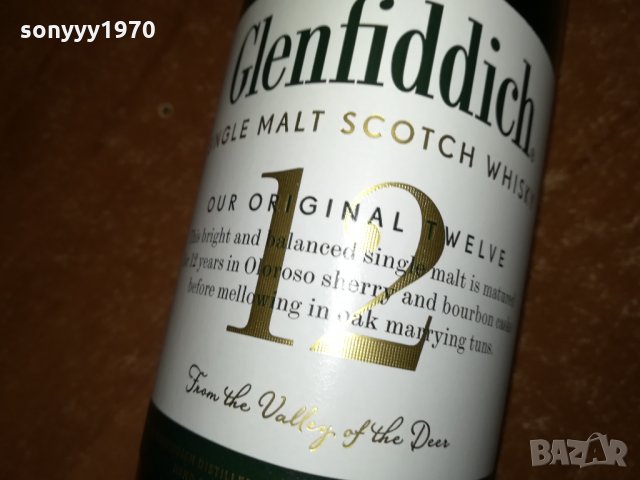 sonyyy1970
Glenfiddich
SINGLE MALT SCOTCH WHISKY
OUR ORIGINAL TWELVE
12
This bright and balanced single malt is matured
12 years in Oloroso sherry and bourbon casks
before mellowing in oak marrying tuns.
From the Valley of the Deer
BAZAR